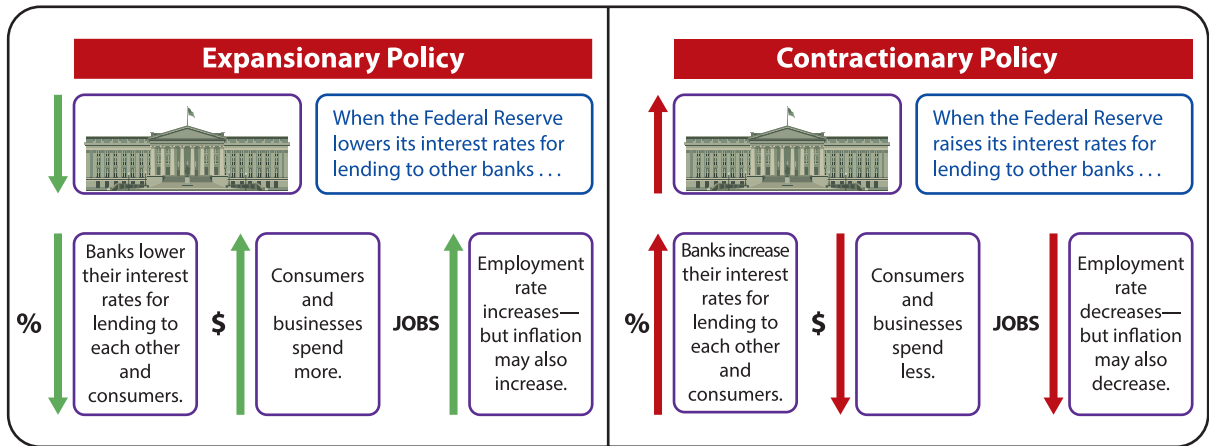 Expansionary Policy
When the Federal Reserve
lowers its interest rates for
lending to other banks . . .
%
Banks lower
their interest
rates for
lending to
each other
and
consumers.
$
Consumers
and
businesses
spend
more.
JOBS
Employment
rate
increases—
but inflation
may also
increase.
Contractionary Policy
When the Federal Reserve
raises its interest rates for
lending to other banks . . .
%
Banks increase
their interest
rates for
lending to
each other
and
consumers.
$
Consumers
and
businesses
spend
less.
JOBS
Employment
rate
decreases—
but inflation
may also
decrease.